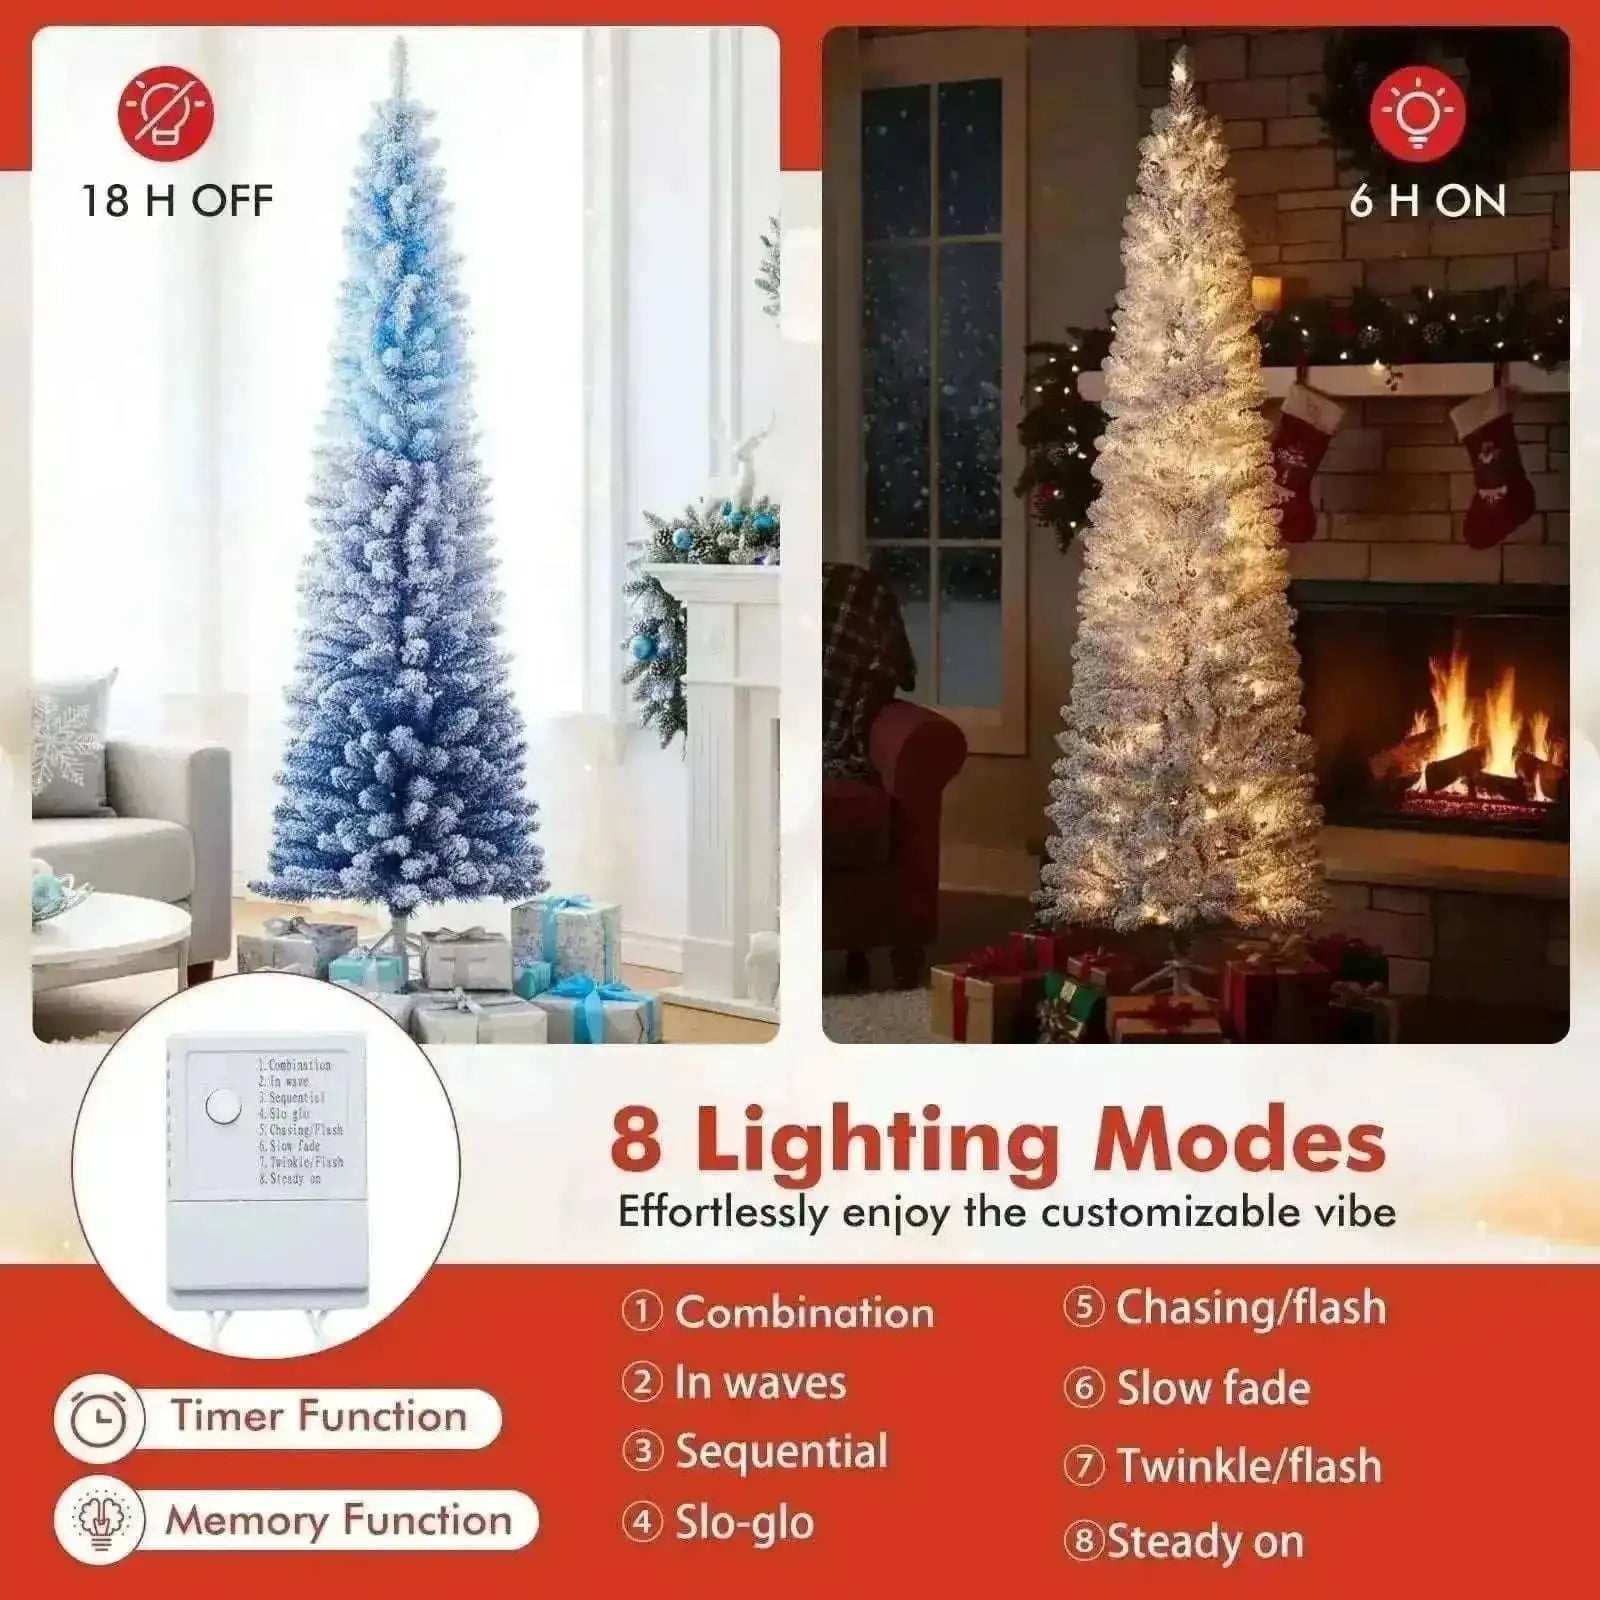 18 H OFF
6 H ON
1.Combination
2.In wave
3.Sequential
4.Slo glo
5.Chasing/Flash
6.Slow fade
7.Twinkle/Flash
8.Steady on
8 Lighting Modes
Effortlessly enjoy the customizable vibe
① Combination
② In waves
③ Sequential
④ Slo-glo
⑤ Chasing/flash
⑥ Slow fade
⑦ Twinkle/flash
⑧Steady on
Timer Function
Memory Function